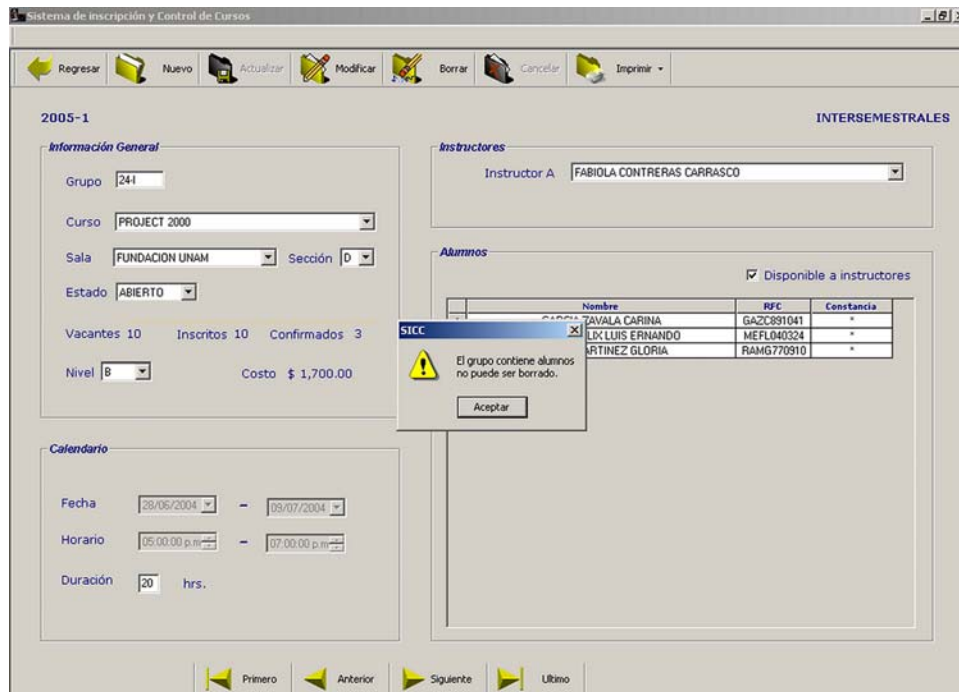 Sistema de inscripción y Control de Cursos
Regresar Nuevo Actualizar Modificar Borrar Cancelar Imprimir
2005-1 INTERSEMESTRALES
Información General
Grupo 24-I
Curso PROJECT 2000
Sala FUNDACION UNAM Sección D
Estado ABIERTO
Vacantes 10 Inscritos 10 Confirmados 3
Nivel B Costo $ 1,700.00
Calendario
Fecha 28/06/2004 - 09/07/2004
Horario 05:00:00 p.m - 07:00:00 p.m
Duración 20 hrs.
Instructores
Instructor A FABIOLA CONTRERAS CARRASCO
Alumnos
Disponible a instructores
Nombre RFC Constancia
ZAVALA CARINA GAZC891041 *
LUIS ERNANDO MEFL040324 *
GLORIA RAMG770910 *
SICC
El grupo contiene alumnos
no puede ser borrado.
Aceptar
Primero Anterior Siguiente Ultimo